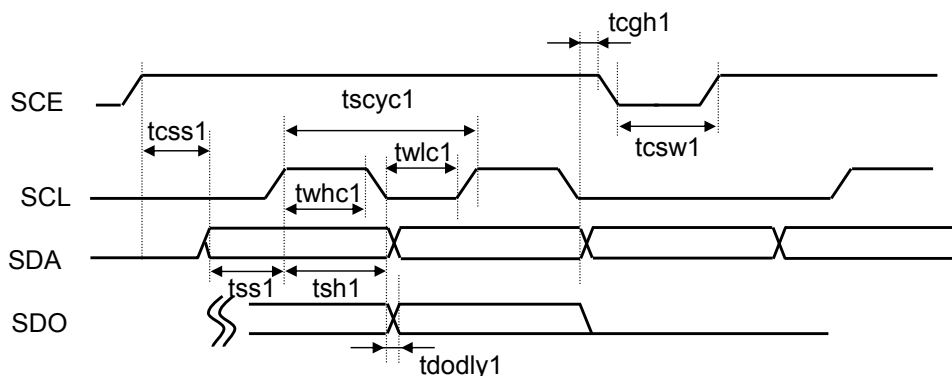 tcgh1
SCE
tscyc1
tcss1
tcsw1
twlc1
SCL
twhc1
SDA
tss1
tsh1
SDO
tdodly1